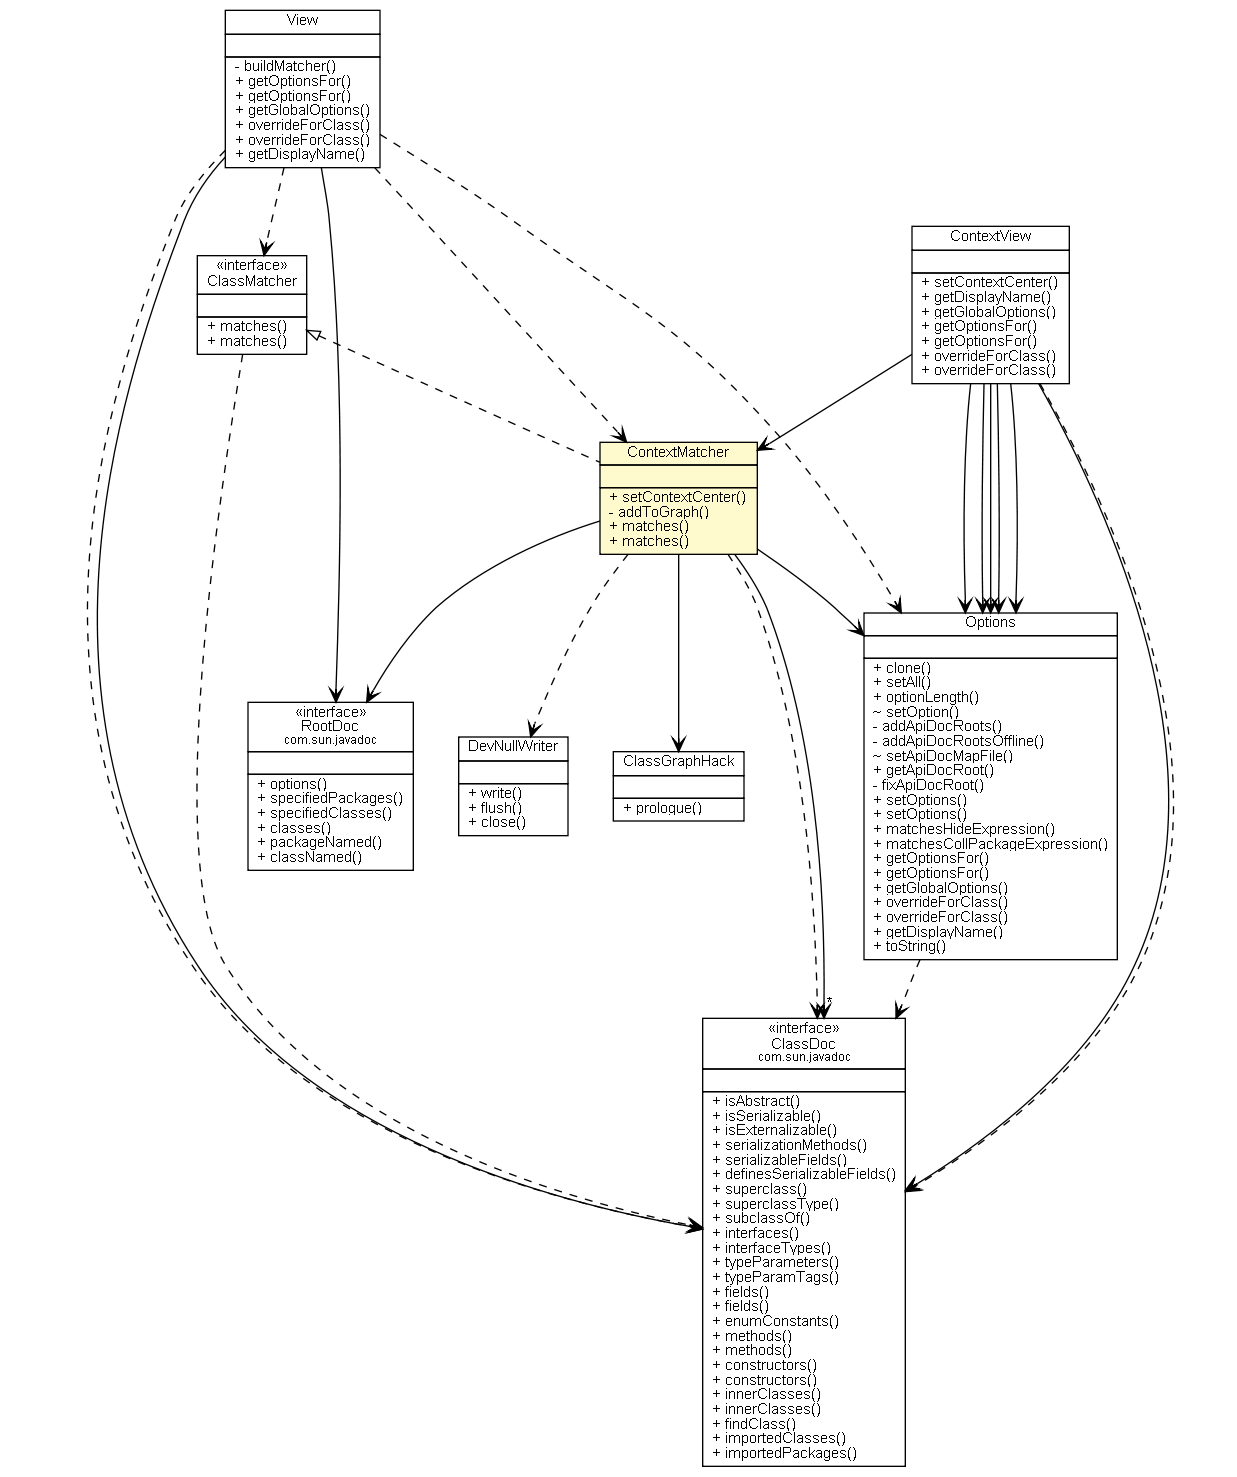 View
- buildMatcher()
+ getOptionsFor()
+ getOptionsFor()
+ getGlobalOptions()
+ overrideForClass()
+ overrideForClass()
+ getDisplayName()
ContextView
+ setContextCenter()
+ getDisplayName()
+ getGlobalOptions()
+ getOptionsFor()
+ getOptionsFor()
+ overrideForClass()
+ overrideForClass()
«interface»
ClassMatcher
+ matches()
+ matches()
ContextMatcher
+ setContextCenter()
- addToGraph()
+ matches()
+ matches()
Options
+ clone()
+ setAll()
+ optionLength()
~ setOption()
- addApiDocRoots()
- addApiDocRootsOffline()
~ setApiDocMapFile()
+ getApiDocRoot()
- fixApiDocRoot()
+ setOptions()
+ setOptions()
+ matchesHideExpression()
+ matchesCollPackageExpression()
+ getOptionsFor()
+ getOptionsFor()
+ getGlobalOptions()
+ overrideForClass()
+ overrideForClass()
+ getDisplayName()
+ toString()
«interface»
RootDoc
com.sun.javadoc
+ options()
+ specifiedPackages()
+ specifiedClasses()
+ classes()
+ packageNamed()
+ classNamed()
DevNullWriter
+ write()
+ flush()
+ close()
ClassGraphHack
+ prologue()
*
«interface»
ClassDoc
com.sun.javadoc
+ isAbstract()
+ isSerializable()
+ isExternalizable()
+ serializationMethods()
+ serializableFields()
+ definesSerializableFields()
+ superclass()
+ superclassType()
+ subclassOf()
+ interfaces()
+ interfaceTypes()
+ typeParameters()
+ typeParamTags()
+ fields()
+ fields()
+ enumConstants()
+ methods()
+ methods()
+ constructors()
+ constructors()
+ innerClasses()
+ innerClasses()
+ findClass()
+ importedClasses()
+ importedPackages()